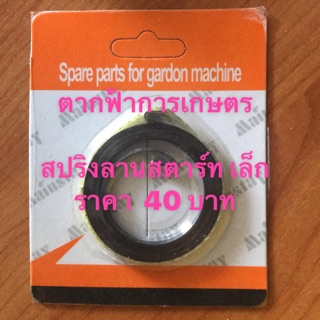 Spare parts for gardon machine
ตากฟ้าการเกษตร
สปริงลานสตาร์ท เล็ก
ราคา 40 บาท